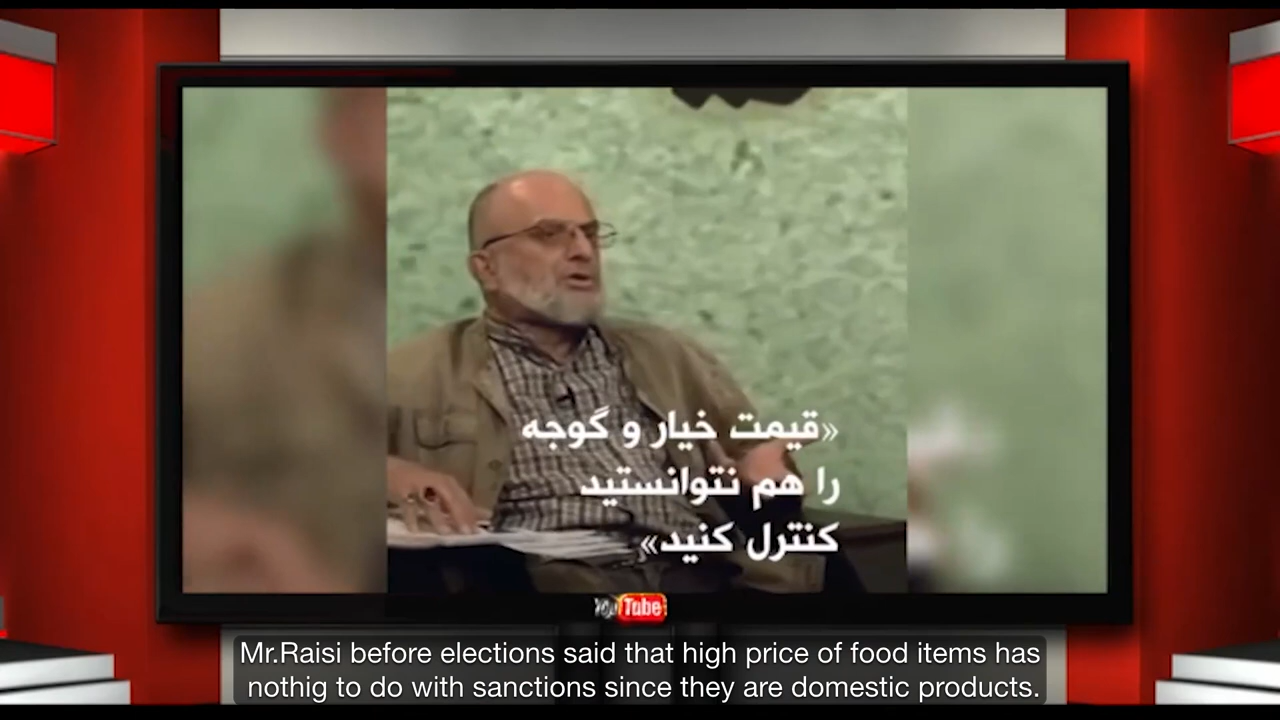 «قیمت خیار و گوجه
را هم نتوانستید
کنترل کنید»
YouTube
Mr.Raisi before elections said that high price of food items has
nothig to do with sanctions since they are domestic products.